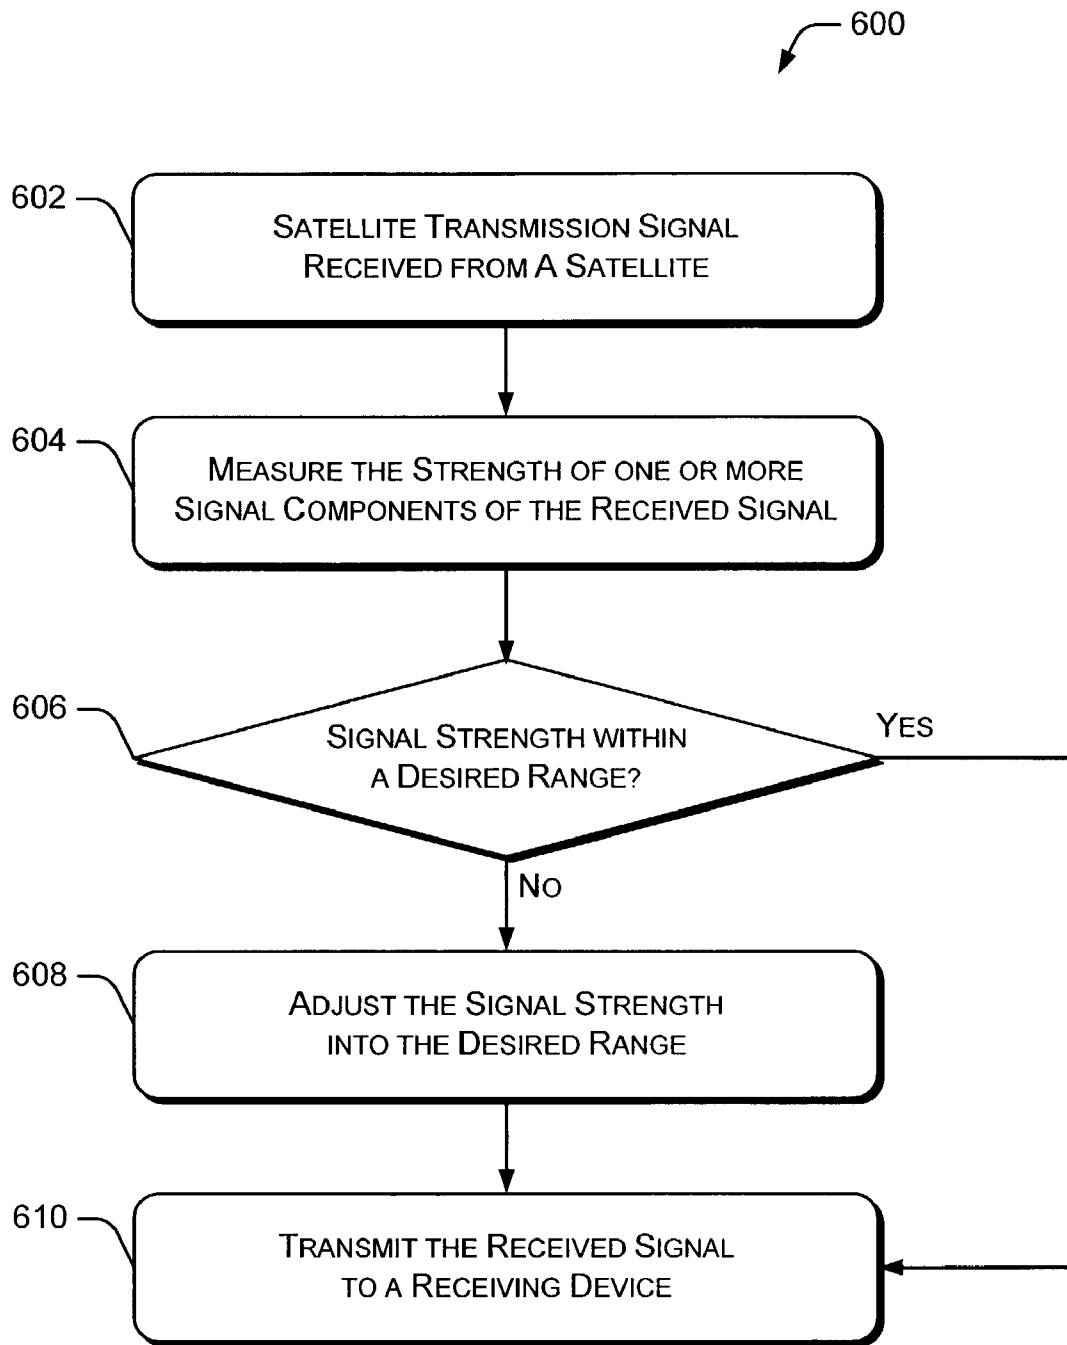 600
602
SATELLITE TRANSMISSION SIGNAL
RECEIVED FROM A SATELLITE
604
MEASURE THE STRENGTH OF ONE OR MORE
SIGNAL COMPONENTS OF THE RECEIVED SIGNAL
606
SIGNAL STRENGTH WITHIN
A DESIRED RANGE?
YES
NO
608
ADJUST THE SIGNAL STRENGTH
INTO THE DESIRED RANGE
610
TRANSMIT THE RECEIVED SIGNAL
TO A RECEIVING DEVICE